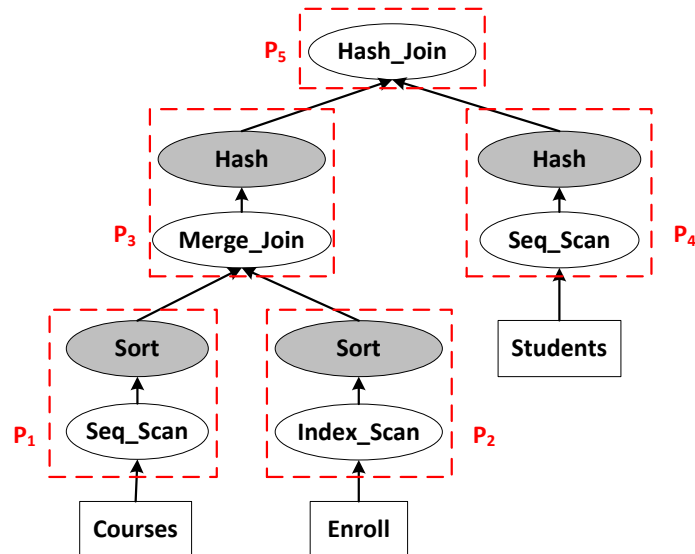 P5
Hash_Join
Hash
Hash
P3
Merge_Join
Seq_Scan
P4
Sort
Sort
Students
P1
Seq_Scan
Index_Scan
P2
Courses
Enroll